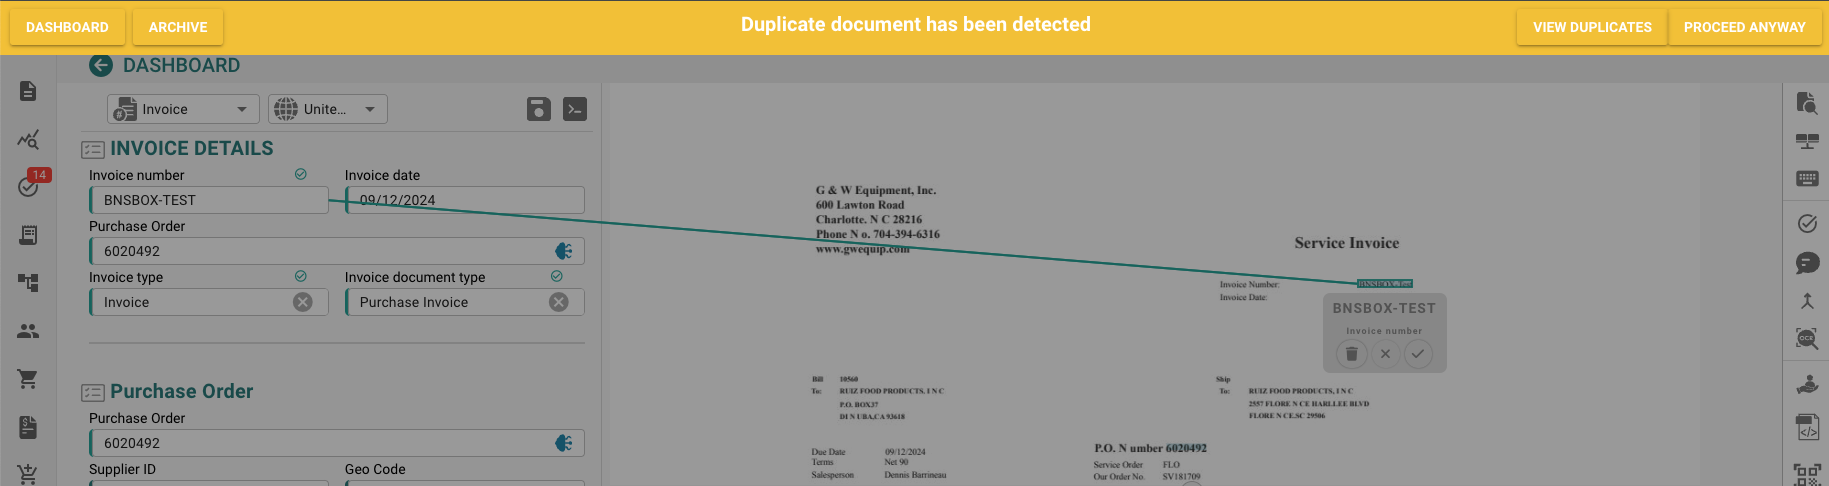 DASHBOARD
ARCHIVE
Duplicate document has been detected
VIEW DUPLICATES
PROCEED ANYWAY
DASHBOARD
Invoice
Unite...
INVOICE DETAILS
14
Invoice number
Invoice date
BNSBOX-TEST
09/12/2024
Purchase Order
6020492
Invoice type
Invoice document type
Invoice
Purchase Invoice
Purchase Order
Purchase Order
6020492
Supplier ID
Geo Code
G & W Equipment, Inc.
600 Lawton Road
Charlotte. N C 28216
Phone N o. 704-394-6316
www.gwequip.com
Service Invoice
Invoice Number:
BNSBOX-Test
Invoice Date:
BNSBOX-TEST
Invoice number
Bill 10560
To: RUIZ FOOD PRODUCTS, I N C
P.O. BOX37
DI N UBA,CA 93618
Ship
To: RUIZ FOOD PRODUCTS, I N C
2557 FLORE N CE HARLLEE BLVD
FLORE N CE.SC 29506
Due Date 09/12/2024
Terms Net 90
Salesperson Dennis Barrineau
P.O. N umber 6020492
Service Order FLO
Our Order No. SV181709
OCR